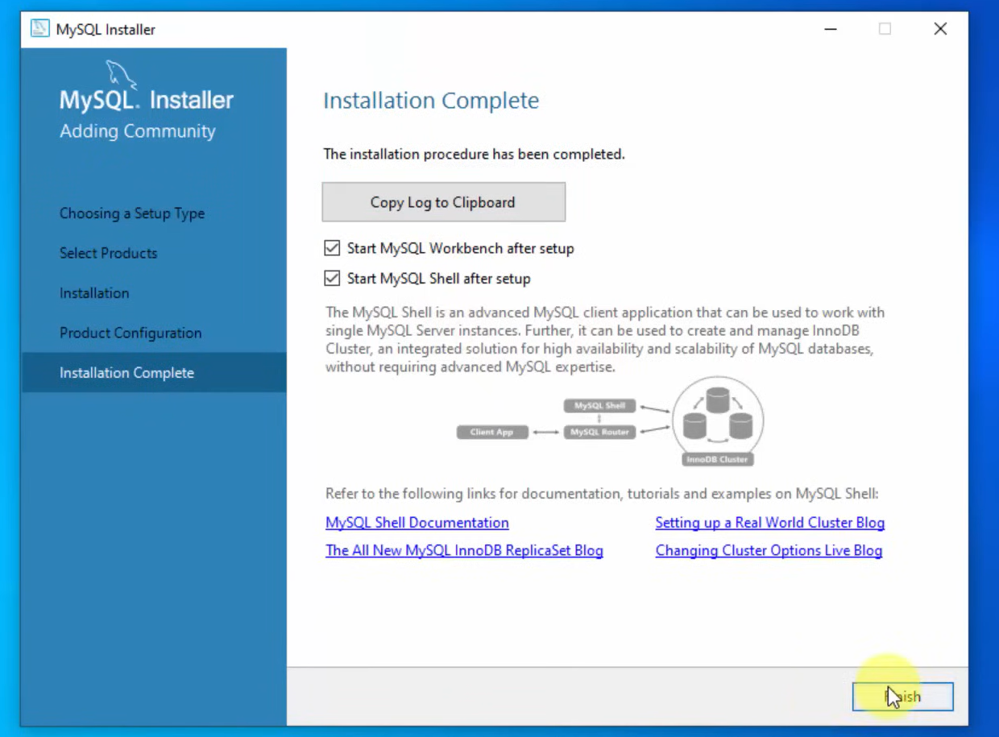 MySQL Installer
MySQL. Installer
Adding Community
Choosing a Setup Type
Select Products
Installation
Product Configuration
Installation Complete
Installation Complete
The installation procedure has been completed.
Copy Log to Clipboard
Start MySQL Workbench after setup
Start MySQL Shell after setup
The MySQL Shell is an advanced MySQL client application that can be used to work with
single MySQL Server instances. Further, it can be used to create and manage InnoDB
Cluster, an integrated solution for high availability and scalability of MySQL databases,
without requiring advanced MySQL expertise.
MySQL Shell
Client App
MySQL Router
InnoDB Cluster
Refer to the following links for documentation, tutorials and examples on MySQL Shell:
MySQL Shell Documentation
Setting up a Real World Cluster Blog
The All New MySQL InnoDB ReplicaSet Blog
Changing Cluster Options Live Blog
Finish